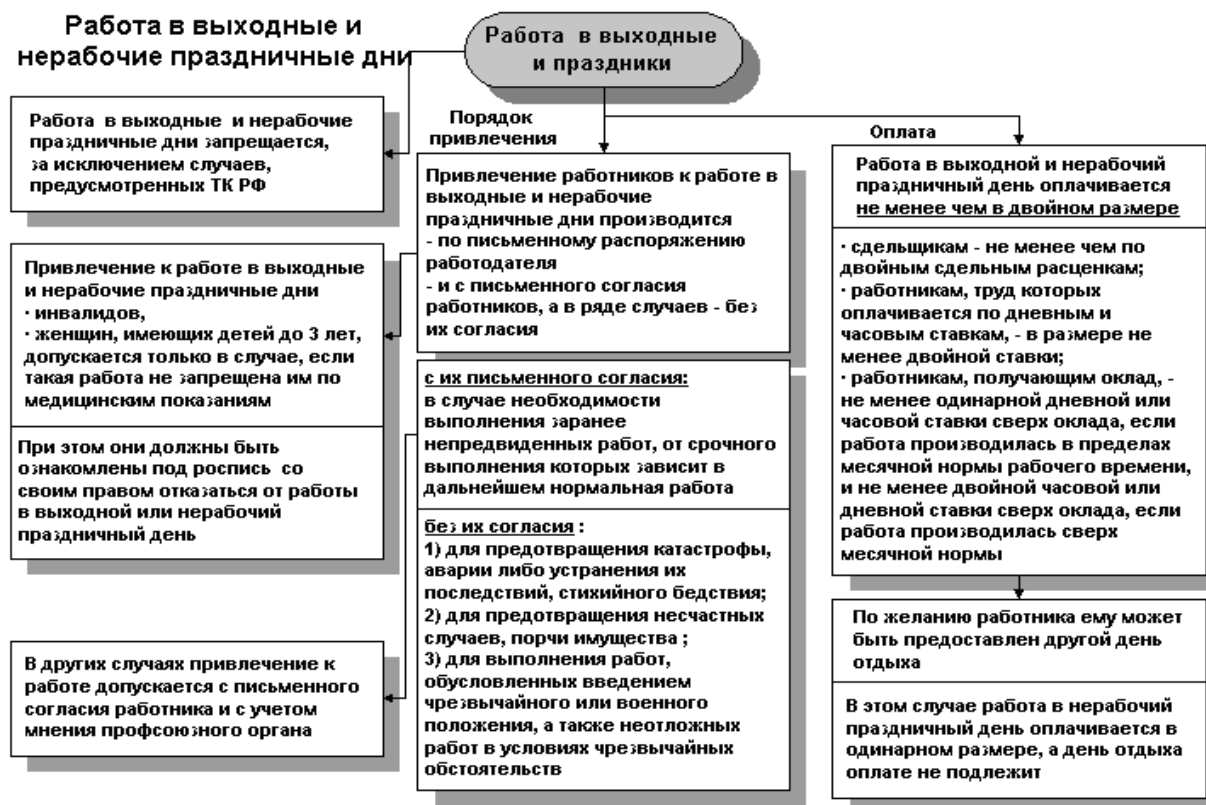 Работа в выходные и
нерабочие праздничные дни
Работа в выходные
и праздники
Работа в выходные и нерабочие
праздничные дни запрещается,
за исключением случаев,
предусмотренных ТК РФ
Порядок
привлечения
Привлечение работников к работе в
выходные и нерабочие
праздничные дни производится
- по письменному распоряжению
работодателя
- и с письменного согласия
работников, а в ряде случаев - без
их согласия
Привлечение к работе в выходные
и нерабочие праздничные дни
· инвалидов,
· женщин, имеющих детей до 3 лет,
допускается только в случае, если
такая работа не запрещена им по
медицинским показаниям
При этом они должны быть
ознакомлены под роспись со
своим правом отказаться от работы
в выходной или нерабочий
праздничный день
с их письменного согласия:
в случае необходимости
выполнения заранее
непредвиденных работ, от срочного
выполнения которых зависит в
дальнейшем нормальная работа
без их согласия :
1) для предотвращения катастрофы,
аварии либо устранения их
последствий, стихийного бедствия;
2) для предотвращения несчастных
случаев, порчи имущества ;
3) для выполнения работ,
обусловленных введением
чрезвычайного или военного
положения, а также неотложных
работ в условиях чрезвычайных
обстоятельств
В других случаях привлечение к
работе допускается с письменного
согласия работника и с учетом
мнения профсоюзного органа
Оплата
Работа в выходной и нерабочий
праздничный день оплачивается
не менее чем в двойном размере
· сдельщикам - не менее чем по
двойным сдельным расценкам;
· работникам, труд которых
оплачивается по дневным и
часовым ставкам, - в размере не
менее двойной ставки;
· работникам, получающим оклад, -
не менее одинарной дневной или
часовой ставки сверх оклада, если
работа производилась в пределах
месячной нормы рабочего времени,
и не менее двойной часовой или
дневной ставки сверх оклада, если
работа производилась сверх
месячной нормы
По желанию работника ему может
быть предоставлен другой день
отдыха
В этом случае работа в нерабочий
праздничный день оплачивается в
одинарном размере, а день отдыха
оплате не подлежит